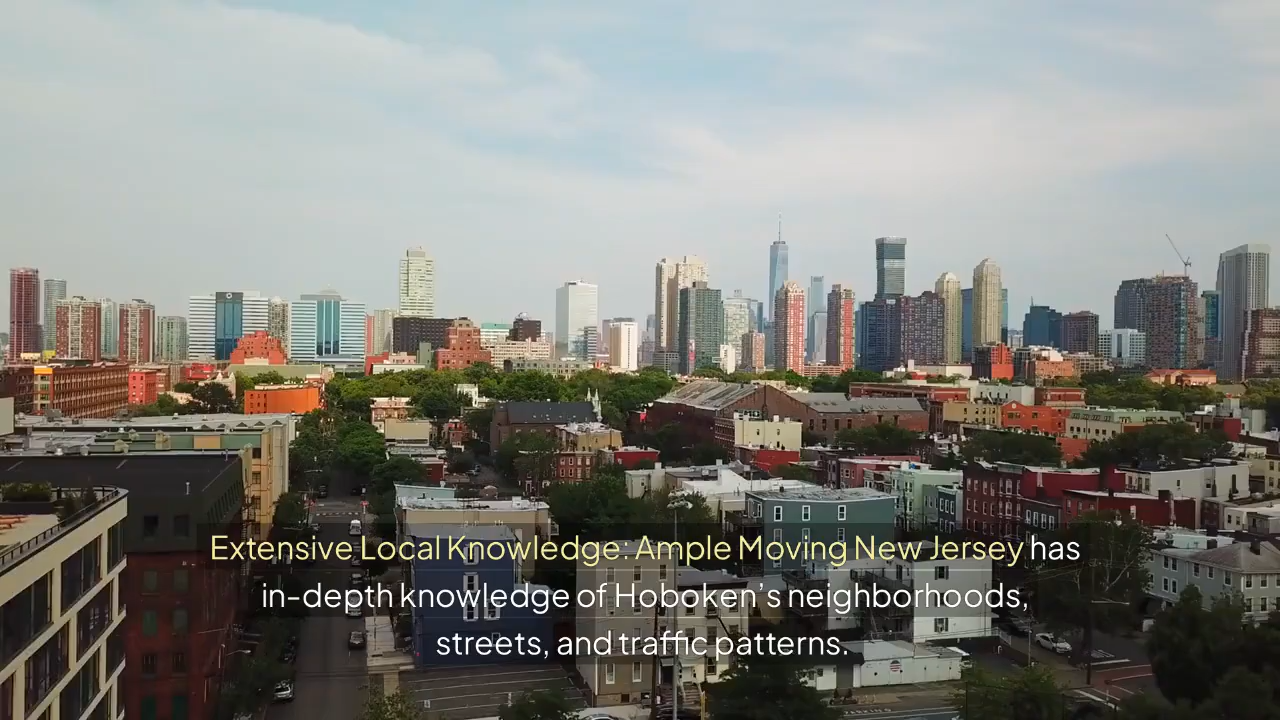 Extensive Local Knowledge: Ample Moving New Jersey has
in-depth knowledge of Hoboken's neighborhoods,
streets, and traffic patterns.